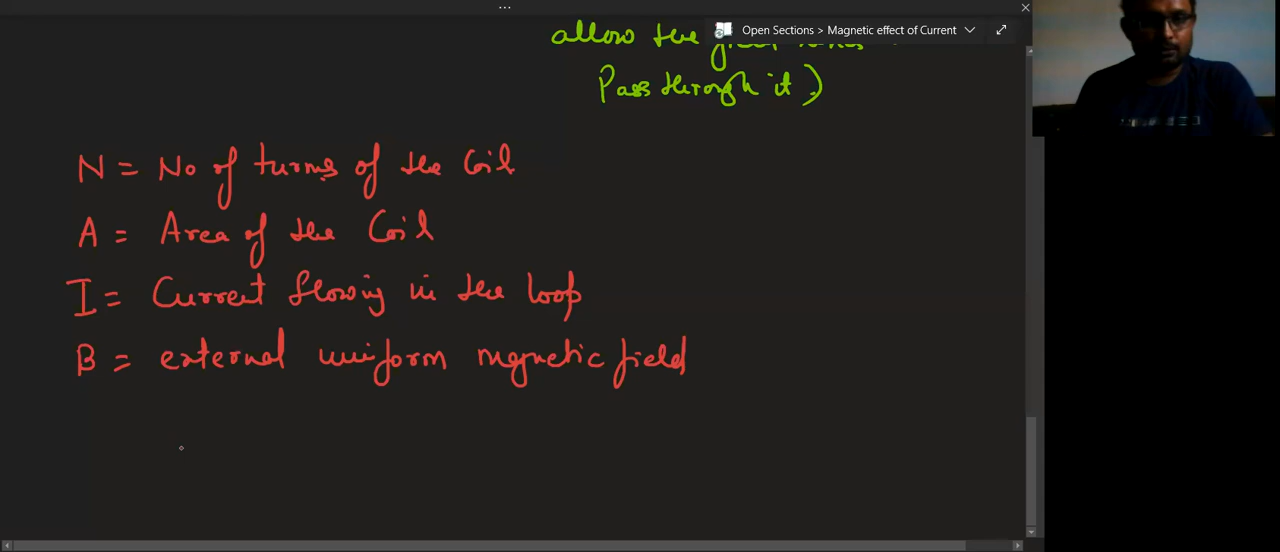 Open Sections > Magnetic effect of Current
allow the
Pass through it)
N = No of turns of the Coil
A = Area of the Coil
I = Current flowing in the loop
B = external uniform magnetic field